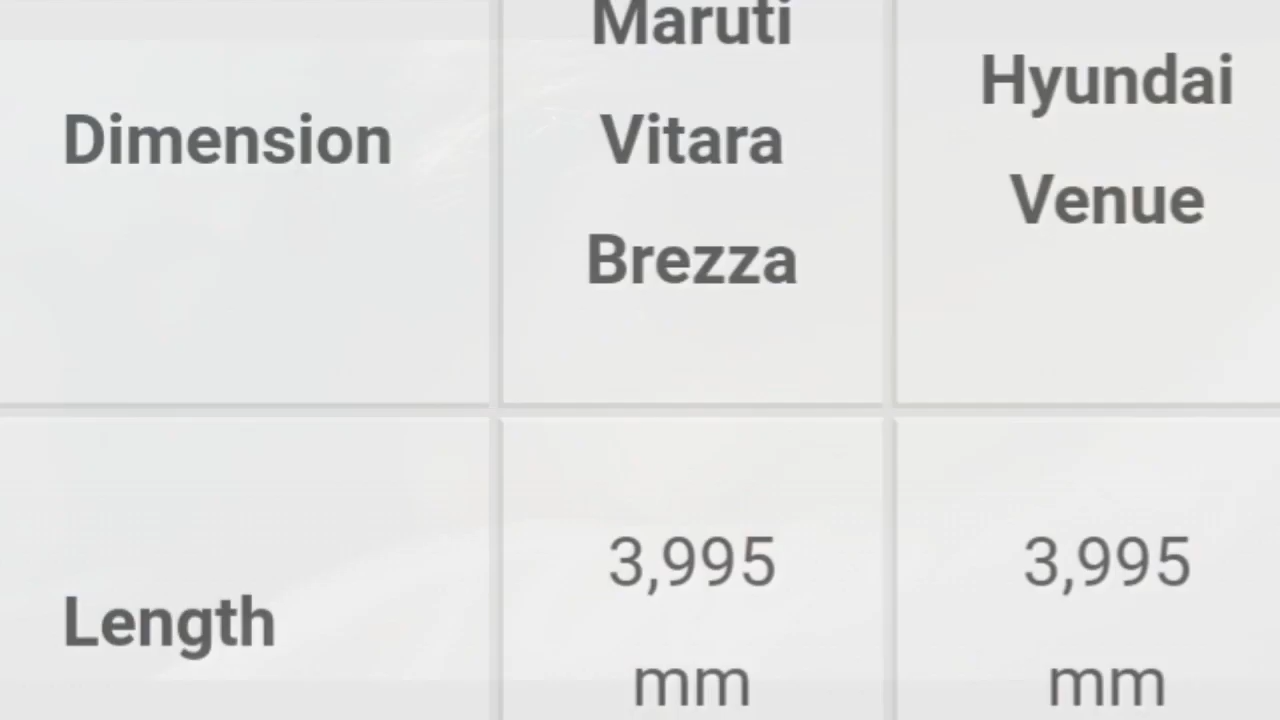 Dimension
Maruti
Vitara
Brezza
Hyundai
Venue
Length
3,995
mm
3,995
mm